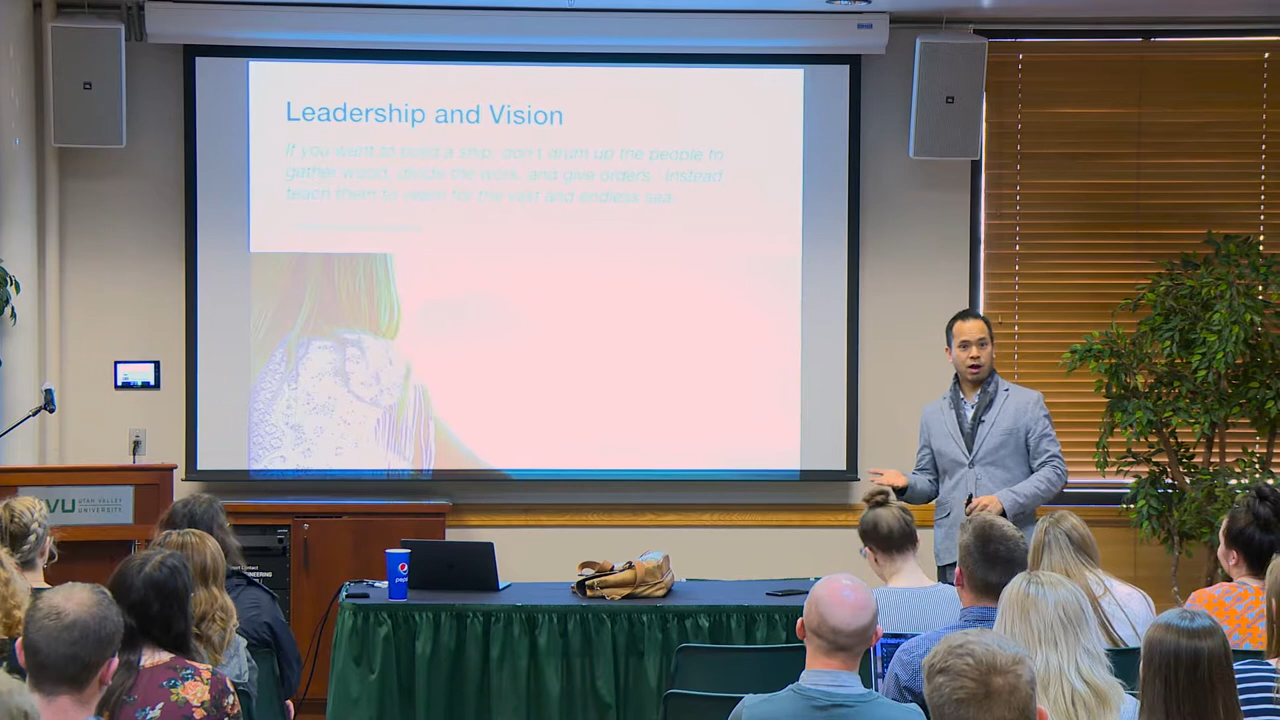 Leadership and Vision
If you want to build a ship, don't drum up the people to
gather wood, divide the work, and give orders. Instead
teach them to yearn for the vast and endless sea.
UVU UTAH VALLEY
UNIVERSITY
pepsi